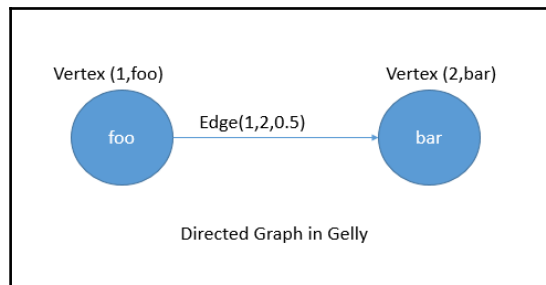 Vertex (1,foo)
Vertex (2,bar)
Edge(1,2,0.5)
foo
bar
Directed Graph in Gelly